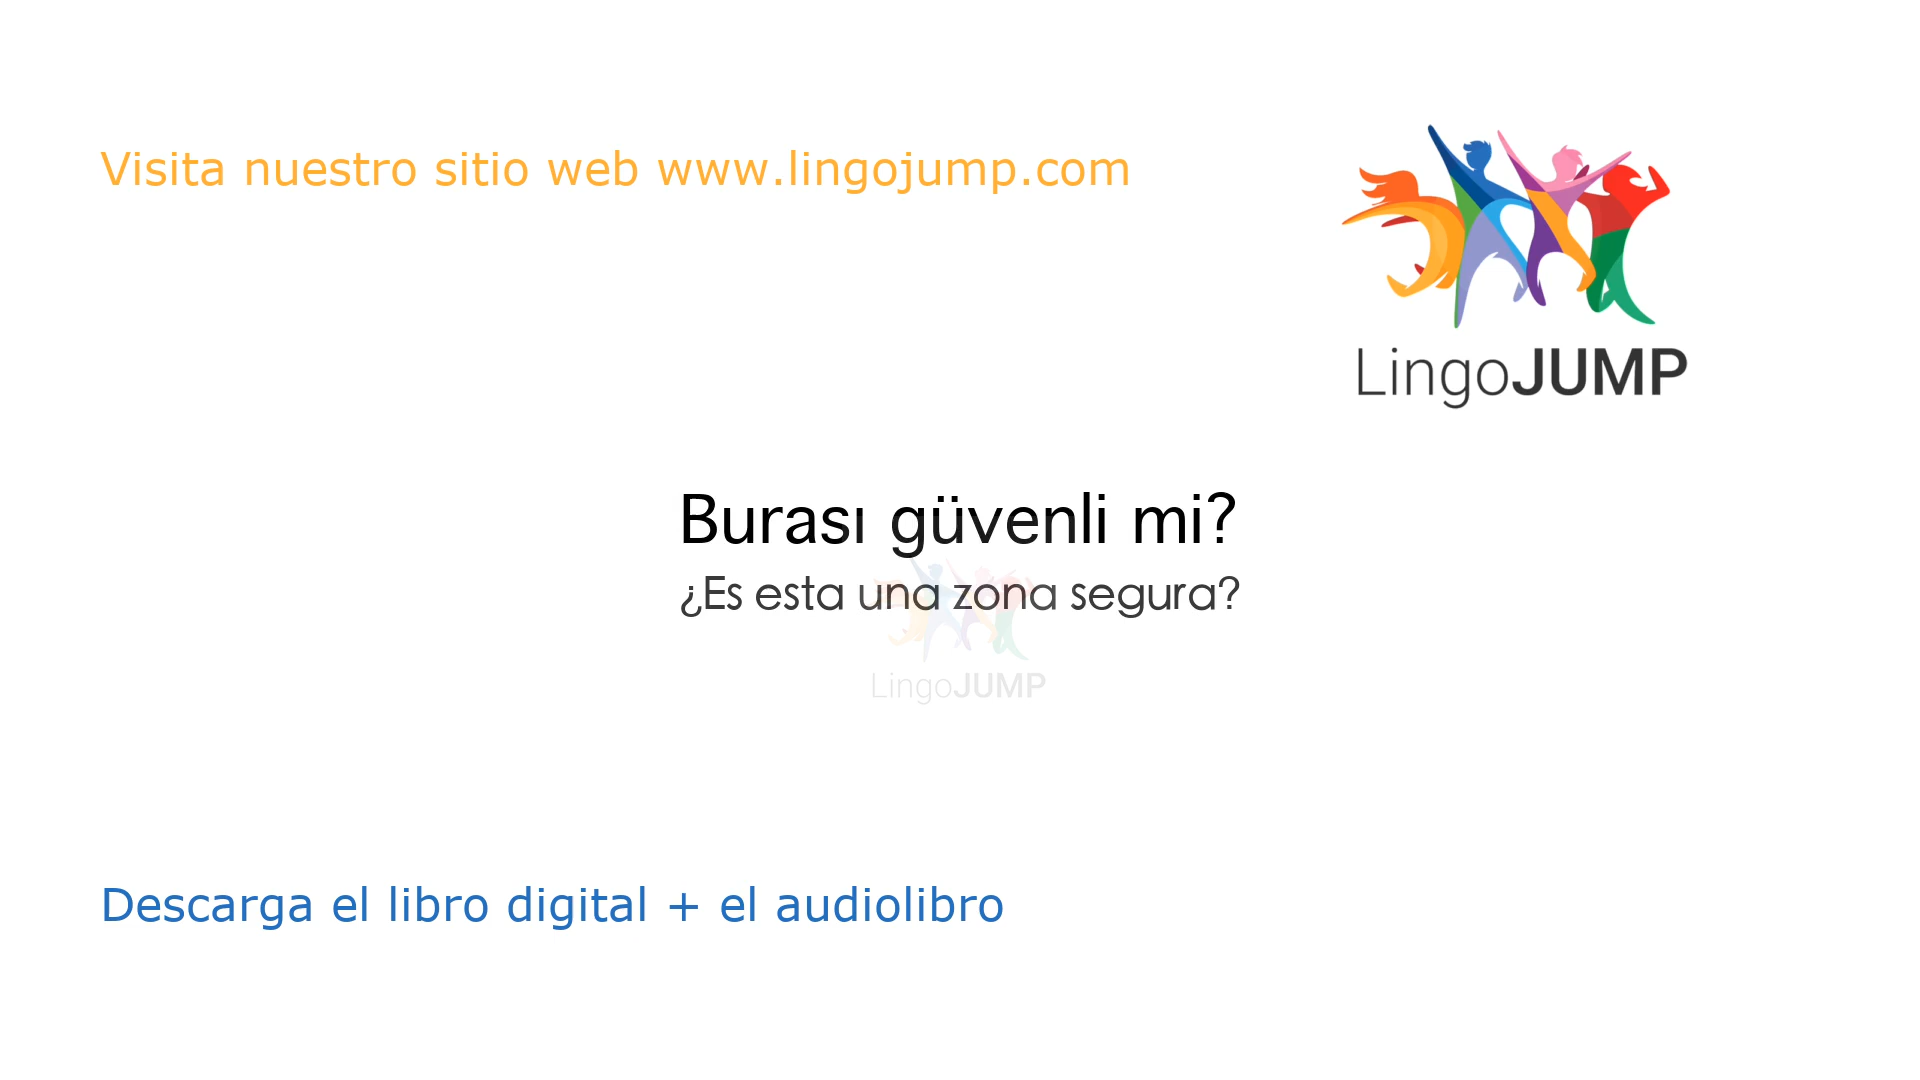 Visita nuestro sitio web www.lingojump.com
LingoJUMP
Burası güvenli mi?
¿Es esta una zona segura?
LingoJUMP
Descarga el libro digital + el audiolibro